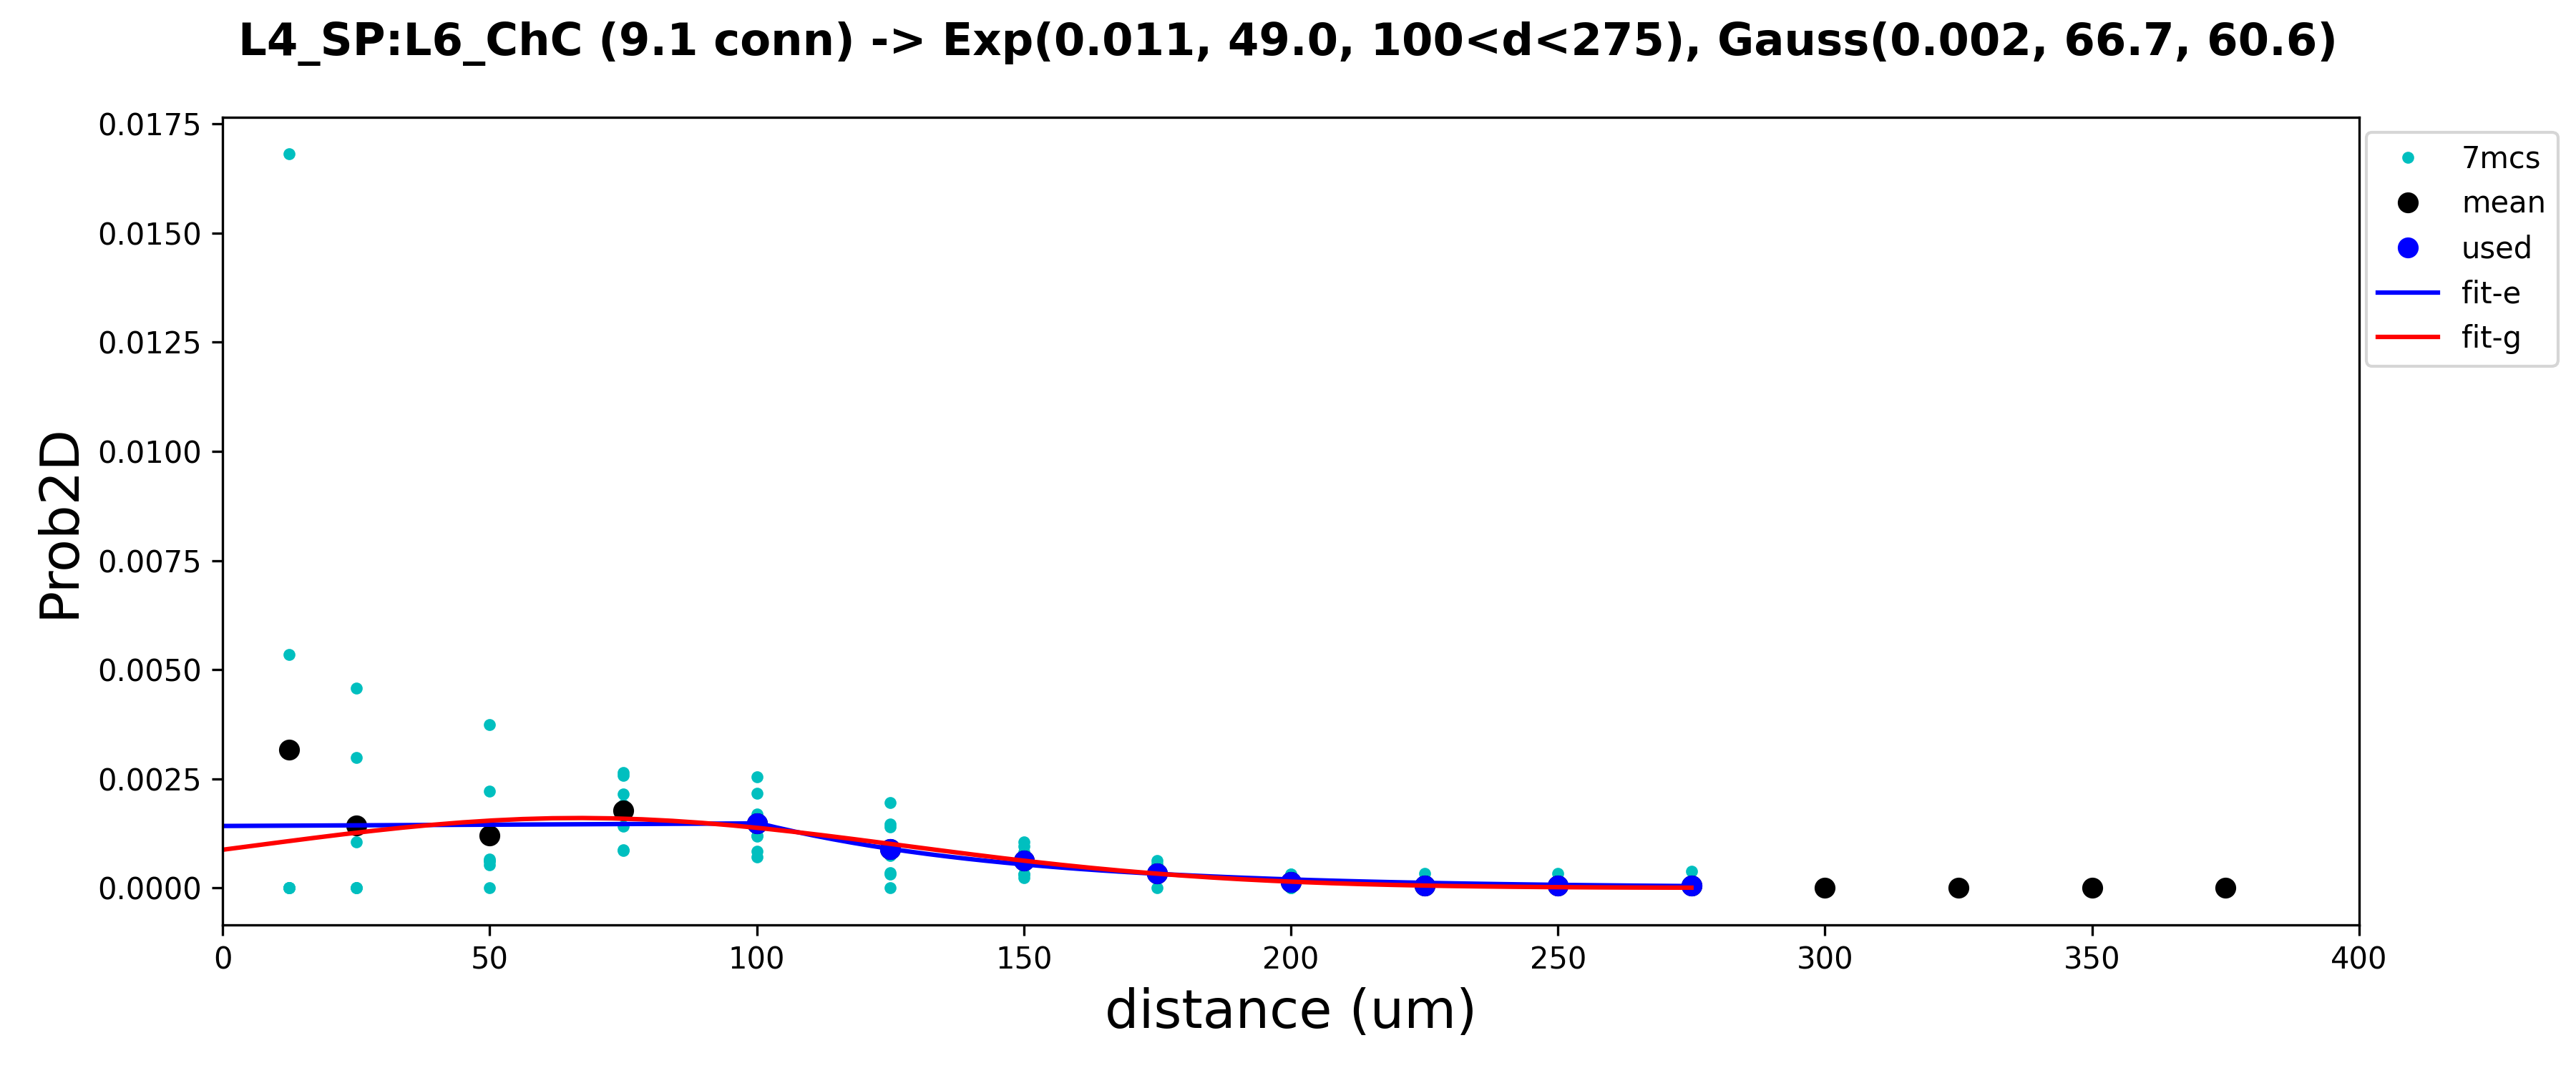 L4_SP:L6_ChC (9.1 conn) -> Exp(0.011, 49.0, 100<d<275), Gauss(0.002, 66.7, 60.6)
0.0175
0.0150
0.0125
0.0100
0.0075
0.0050
0.0025
0.0000
Prob2D
0 50 100 150 200 250 300 350 400
distance (um)
7mcs
mean
used
fit-e
fit-g